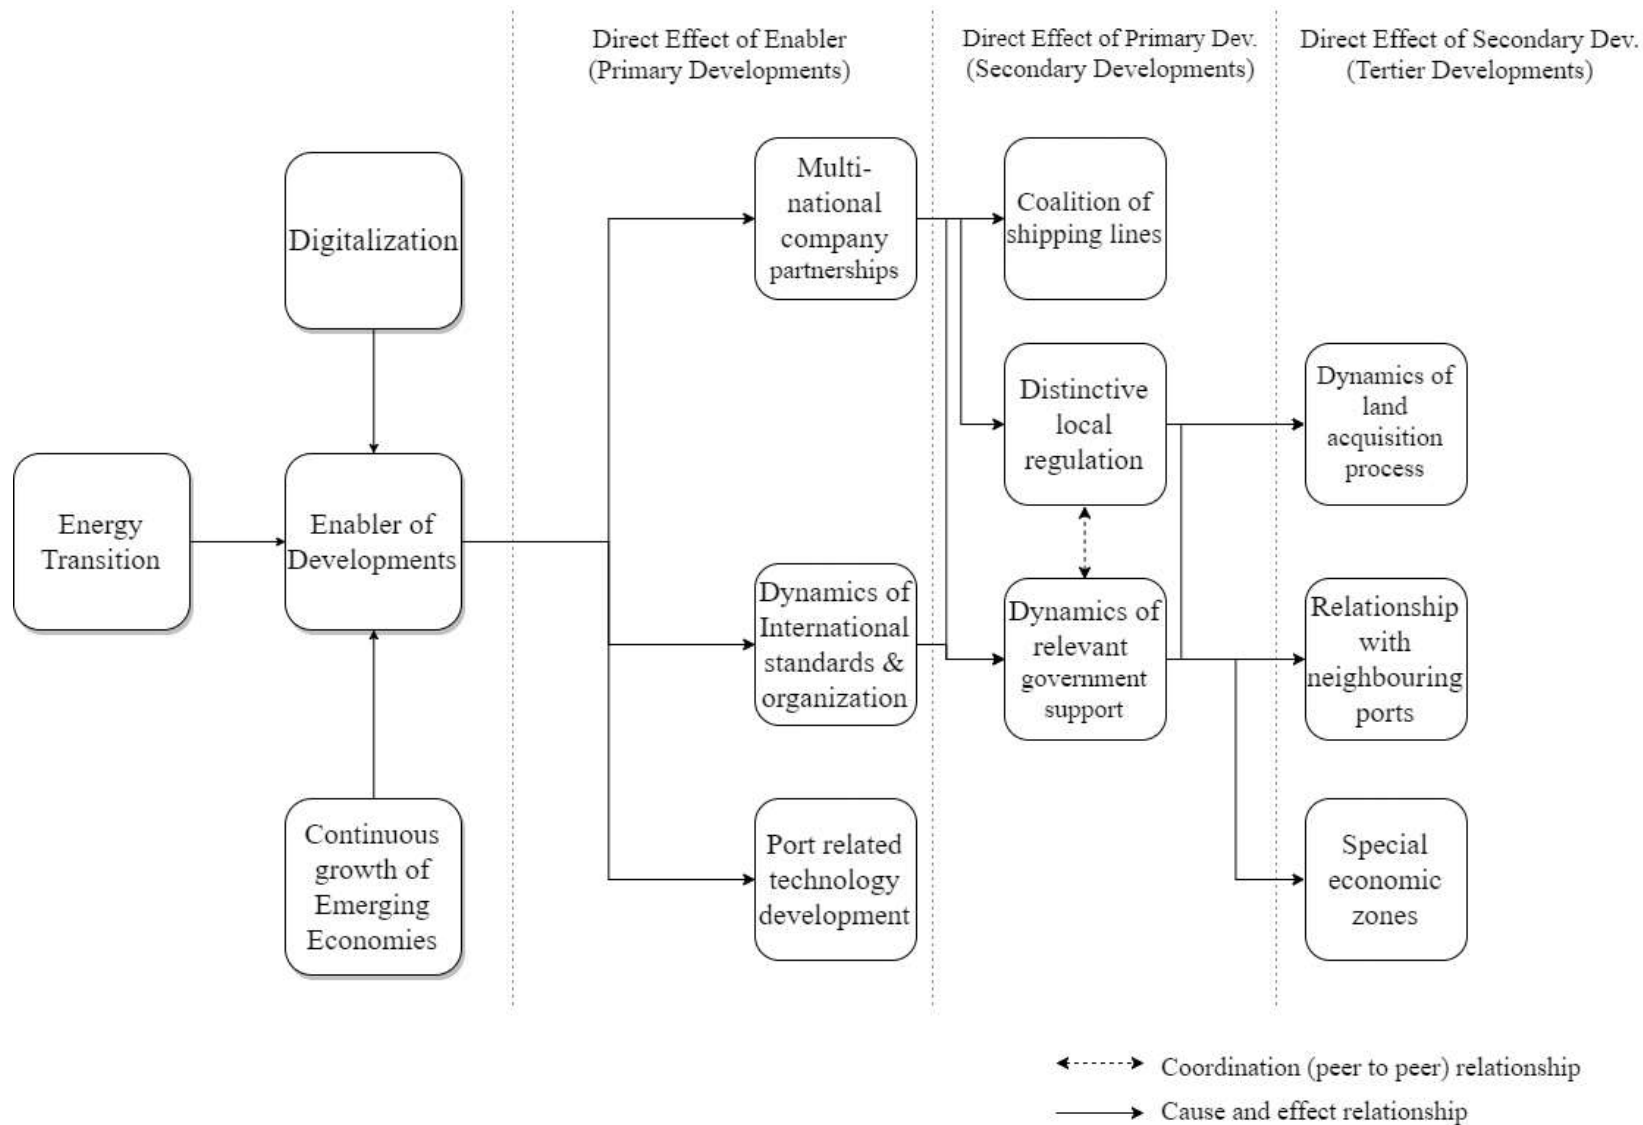 Direct Effect of Enabler
(Primary Developments)
Direct Effect of Primary Dev.
(Secondary Developments)
Direct Effect of Secondary Dev.
(Tertier Developments)
Digitalization
Energy
Transition
Enabler of
Developments
Continuous
growth of
Emerging
Economies
Multi-
national
company
partnerships
Dynamics of
International
standards &
organization
Port related
technology
development
Coalition of
shipping lines
Distinctive
local
regulation
Dynamics of
relevant
government
support
Dynamics of
land
acquisition
process
Relationship
with
neighbouring
ports
Special
economic
zones
Coordination (peer to peer) relationship
Cause and effect relationship